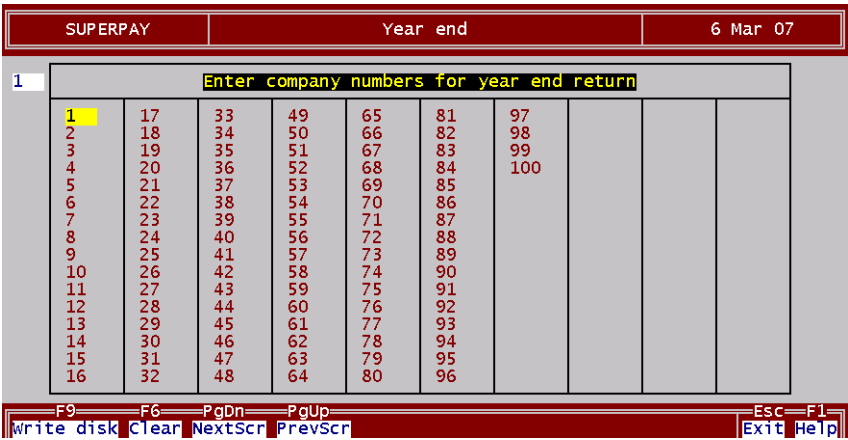 SUPERPAY Year end 6 Mar 07
1 Enter company numbers for year end return
1 17 33 49 65 81 97
2 18 34 50 66 82 98
3 19 35 51 67 83 99
4 20 36 52 68 84 100
5 21 37 53 69 85
6 22 38 54 70 86
7 23 39 55 71 87
8 24 40 56 72 88
9 25 41 57 73 89
10 26 42 58 74 90
11 27 43 59 75 91
12 28 44 60 76 92
13 29 45 61 77 93
14 30 46 62 78 94
15 31 47 63 79 95
16 32 48 64 80 96
F9 F6 PgDn PgUp Esc F1
Write disk Clear NextScr PrevScr Exit Help